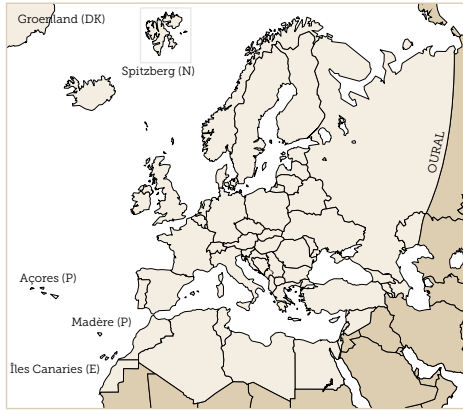 Groenland (DK)
Spitzberg (N)
OURAL
Açores (P)
Madère (P)
Îles Canaries (E)